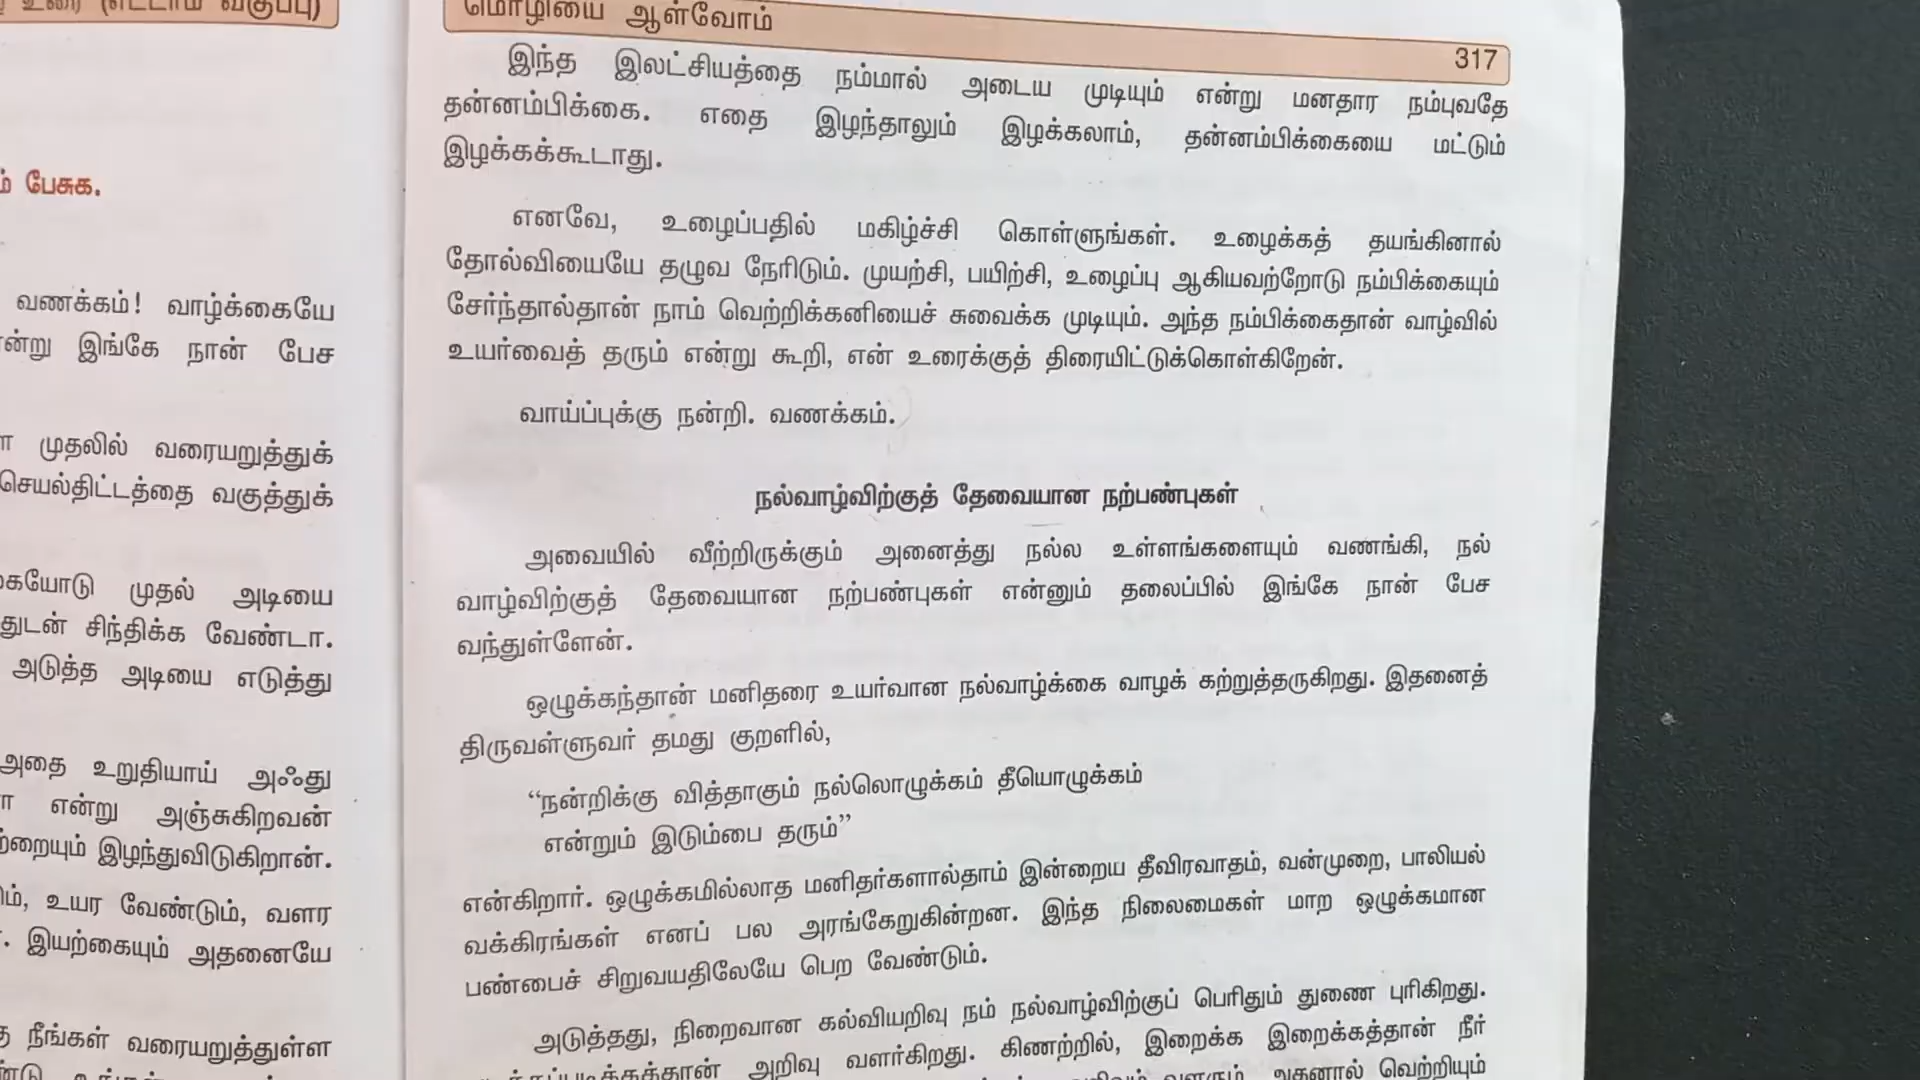 உரை (எட்டாம் வகுப்பு)
பேசுக.
வணக்கம்! வாழ்க்கையே
இங்கே நான் பேச
முதலில் வரையறுத்துக்
செயல்திட்டத்தை வகுத்துக்
முதல் அடியை
சிந்திக்க வேண்டா.
அடுத்த அடியை எடுத்து
அதை உறுதியாய் அஃது
என்று அஞ்சுகிறவன்
இழந்துவிடுகிறான்.
உயர வேண்டும், வளர
இயற்கையும் அதனையே
நீங்கள் வரையறுத்துள்ள
மொழியை ஆள்வோம்
317
இந்த இலட்சியத்தை நம்மால் அடைய முடியும் என்று மனதார நம்புவதே
தன்னம்பிக்கை. எதை இழந்தாலும் இழக்கலாம், தன்னம்பிக்கையை மட்டும்
இழக்கக்கூடாது.
எனவே, உழைப்பதில் மகிழ்ச்சி கொள்ளுங்கள். உழைக்கத் தயங்கினால்
தோல்வியையே தழுவ நேரிடும். முயற்சி, பயிற்சி, உழைப்பு ஆகியவற்றோடு நம்பிக்கையும்
சேர்ந்தால்தான் நாம் வெற்றிக்கனியைச் சுவைக்க முடியும். அந்த நம்பிக்கைதான் வாழ்வில்
உயர்வைத் தரும் என்று கூறி, என் உரைக்குத் திரையிட்டுக்கொள்கிறேன்.
வாய்ப்புக்கு நன்றி. வணக்கம்.
நல்வாழ்விற்குத் தேவையான நற்பண்புகள்
அவையில் வீற்றிருக்கும் அனைத்து நல்ல உள்ளங்களையும் வணங்கி, நல்
வாழ்விற்குத் தேவையான நற்பண்புகள் என்னும் தலைப்பில் இங்கே நான் பேச
வந்துள்ளேன்.
ஒழுக்கந்தான் மனிதரை உயர்வான நல்வாழ்க்கை வாழக் கற்றுத்தருகிறது. இதனைத்
திருவள்ளுவர் தமது குறளில்,
“நன்றிக்கு வித்தாகும் நல்லொழுக்கம் தீயொழுக்கம்
என்றும் இடும்பை தரும்”
என்கிறார். ஒழுக்கமில்லாத மனிதர்களால்தாம் இன்றைய தீவிரவாதம், வன்முறை, பாலியல்
வக்கிரங்கள் எனப் பல அரங்கேறுகின்றன. இந்த நிலைமைகள் மாற ஒழுக்கமான
பண்பைச் சிறுவயதிலேயே பெற வேண்டும்.
அடுத்தது, நிறைவான கல்வியறிவு நம் நல்வாழ்விற்குப் பெரிதும் துணை புரிகிறது.
அறிவு வளர்கிறது. கிணற்றில், இறைக்க இறைக்கத்தான் நீர்
வளரும். அதனால் வெற்றியும்